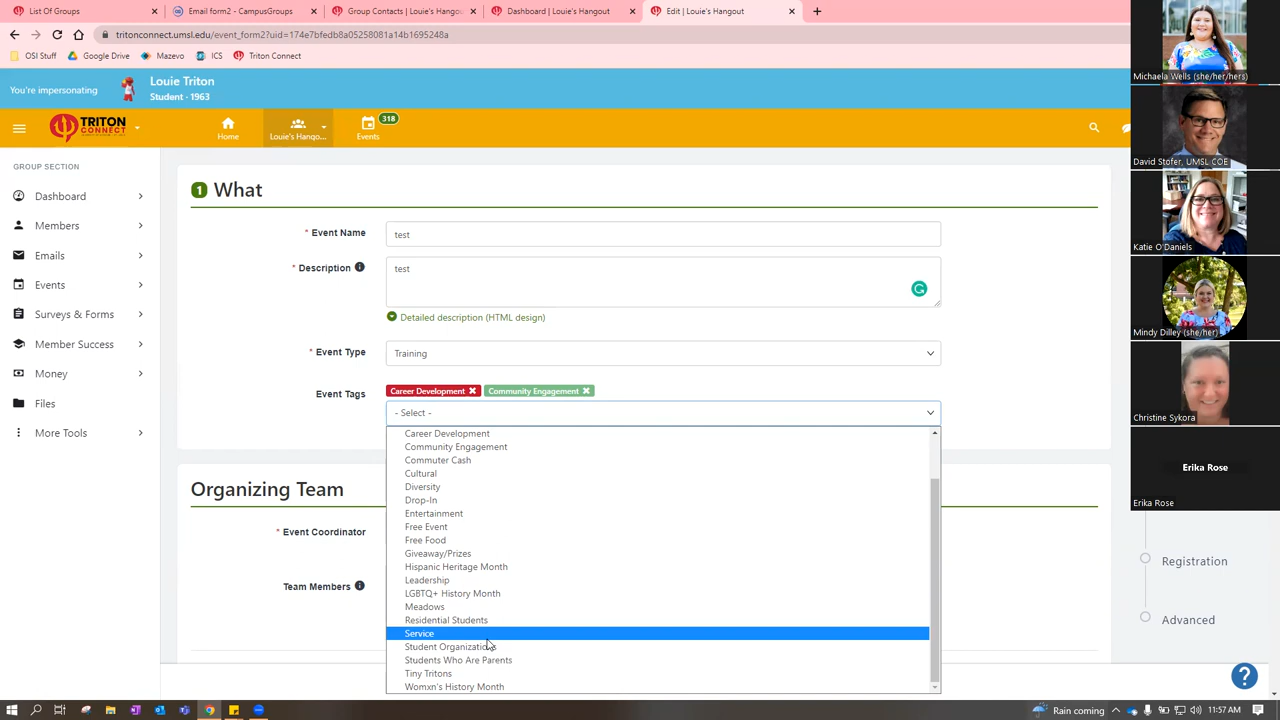 List Of Groups
Email form2 - CampusGroups
Group Contacts | Louie's Hangou
Dashboard | Louie's Hangout
Edit | Louie's Hangout
tritonconnect.umsl.edu/event_form2?uid=174e7bfedb8a05258081a14b1695248a
OSI Stuff
Google Drive
Mazevo
ICS
Triton Connect
You're impersonating
Louie Triton
Student - 1963
TRITON
CONNECT
Home
Louie's Hango...
Events
318
GROUP SECTION
Dashboard
Members
Emails
Events
Surveys & Forms
Member Success
Money
Files
More Tools
1 What
* Event Name
test
* Description
test
Detailed description (HTML design)
* Event Type
Training
Event Tags
Career Development
Community Engagement
- Select -
Career Development
Community Engagement
Commuter Cash
Cultural
Diversity
Drop-In
Entertainment
Free Event
Free Food
Giveaway/Prizes
Hispanic Heritage Month
Leadership
LGBTQ+ History Month
Meadows
Residential Students
Service
Student Organizations
Students Who Are Parents
Tiny Tritons
Womxn's History Month
Organizing Team
* Event Coordinator
Team Members
Registration
Advanced
Michaela Wells (she/her/hers)
David Stofer, UMSL COE
Katie O'Daniels
Mindy Dilley (she/her)
Christine Sykora
Erika Rose
Erika Rose
Rain coming
11:57 AM